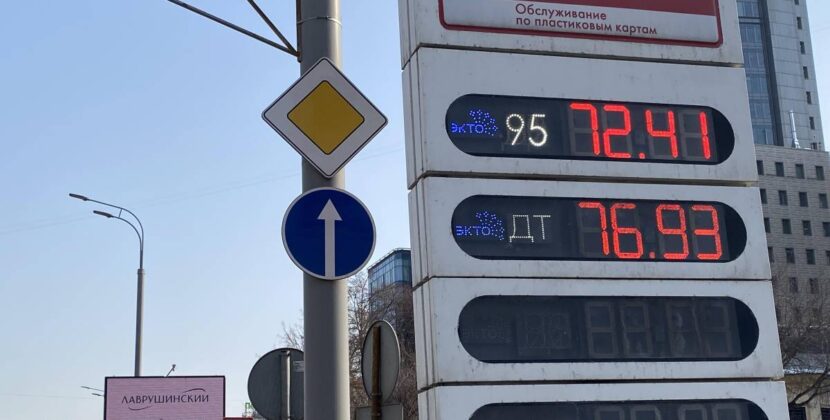 Обслуживание
по пластиковым картам
ЭКТО 95 72.41
ЭКТО ДТ 76.93
ЛАВРУШИНСКИЙ